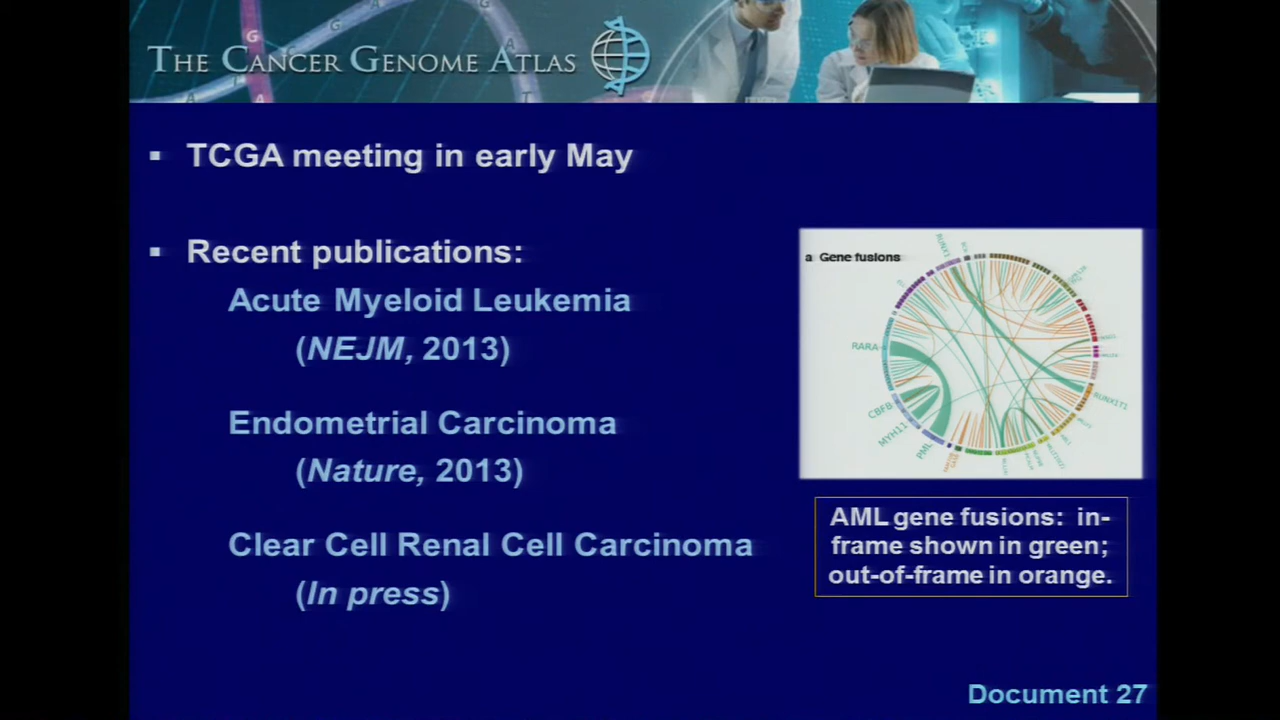 THE CANCER GENOME ATLAS
▪ TCGA meeting in early May
▪ Recent publications:
Acute Myeloid Leukemia
(NEJM, 2013)
Endometrial Carcinoma
(Nature, 2013)
Clear Cell Renal Cell Carcinoma
(In press)
a Gene fusions
RARA
CBFB
MYH11
PML
RUNX1T1
AML gene fusions: in-
frame shown in green;
out-of-frame in orange.
Document 27